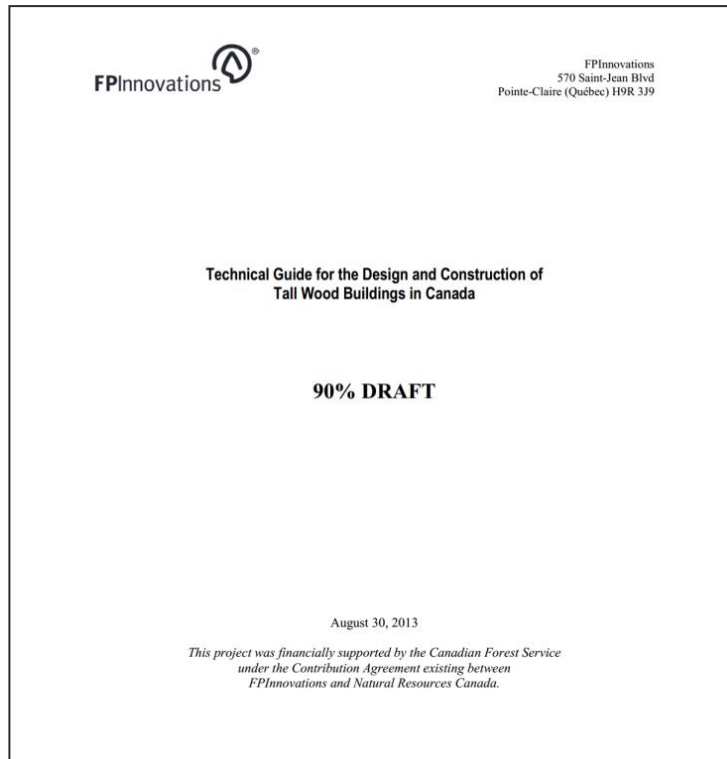 FPInnovations®
FPInnovations
570 Saint-Jean Blvd
Pointe-Claire (Québec) H9R 3J9
Technical Guide for the Design and Construction of
Tall Wood Buildings in Canada
90% DRAFT
August 30, 2013
This project was financially supported by the Canadian Forest Service
under the Contribution Agreement existing between
FPInnovations and Natural Resources Canada.